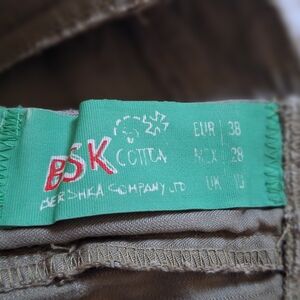 BSK COTTON
BERSHKA COMPANY LTD
EUR 38
MEX 28
UK 10